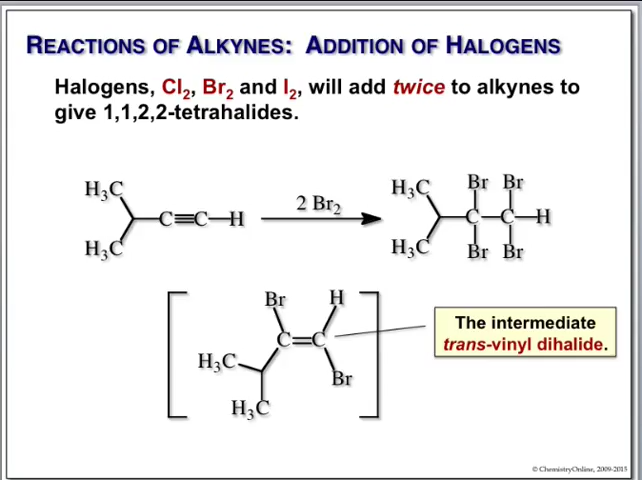 REACTIONS OF ALKYNES: ADDITION OF HALOGENS
Halogens, Cl₂, Br₂ and I₂, will add twice to alkynes to
give 1,1,2,2-tetrahalides.
H₃C
C≡C—H
H₃C
2 Br₂
H₃C
Br Br
C—C—H
H₃C
Br Br
Br H
C=C
H₃C
Br
H₃C
The intermediate
trans-vinyl dihalide.
© ChemistryOnline, 2009-2015